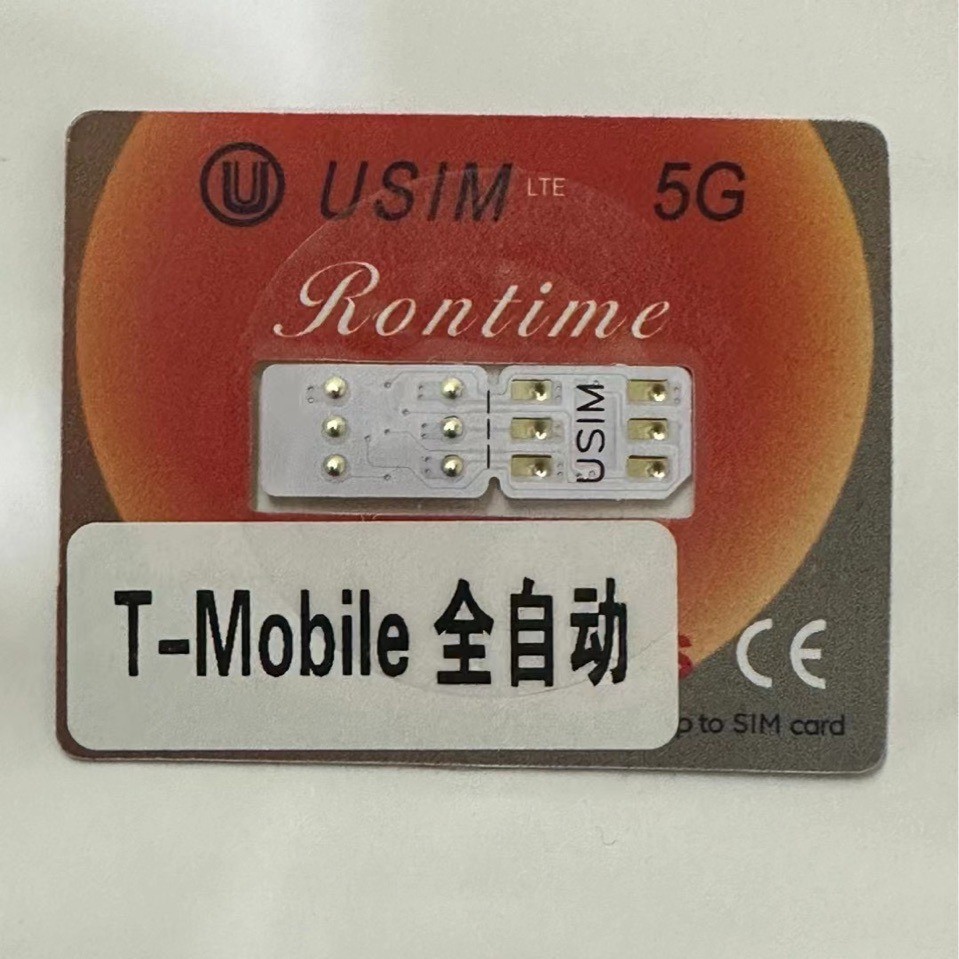 U USIM LTE 5G
Rontime
USIM
T-Mobile 全自动
CE
to SIM card